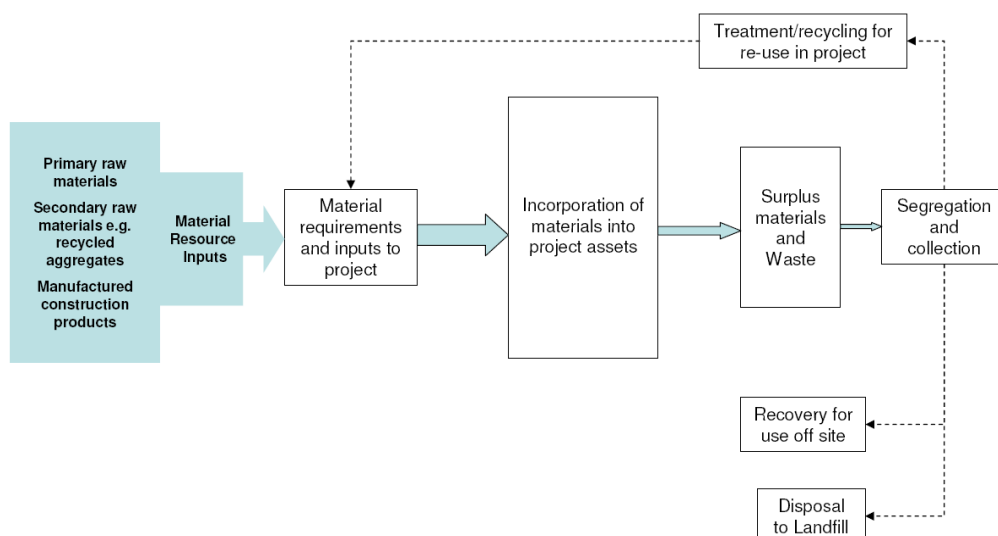 Treatment/recycling for
re-use in project
Primary raw
materials
Secondary raw
materials e.g.
recycled
aggregates
Manufactured
construction
products
Material
Resource
Inputs
Material
requirements
and inputs to
project
Incorporation of
materials into
project assets
Surplus
materials
and
Waste
Segregation
and
collection
Recovery for
use off site
Disposal
to Landfill